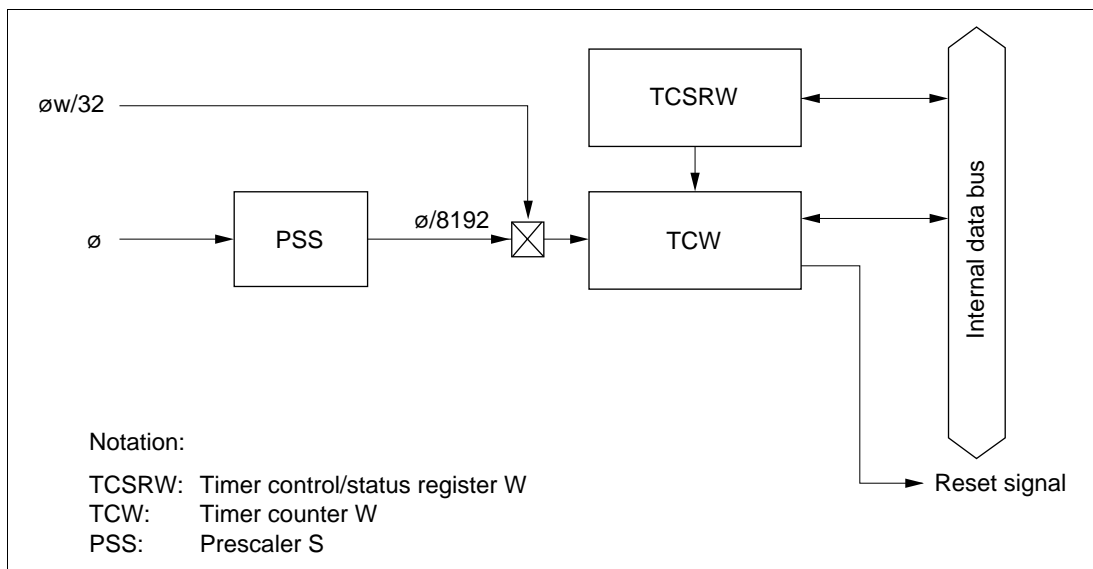 TCSRW
øw/32
Internal data bus
ø/8192
ø
PSS
TCW
Notation:
TCSRW: Timer control/status register W
Reset signal
TCW: Timer counter W
PSS: Prescaler S